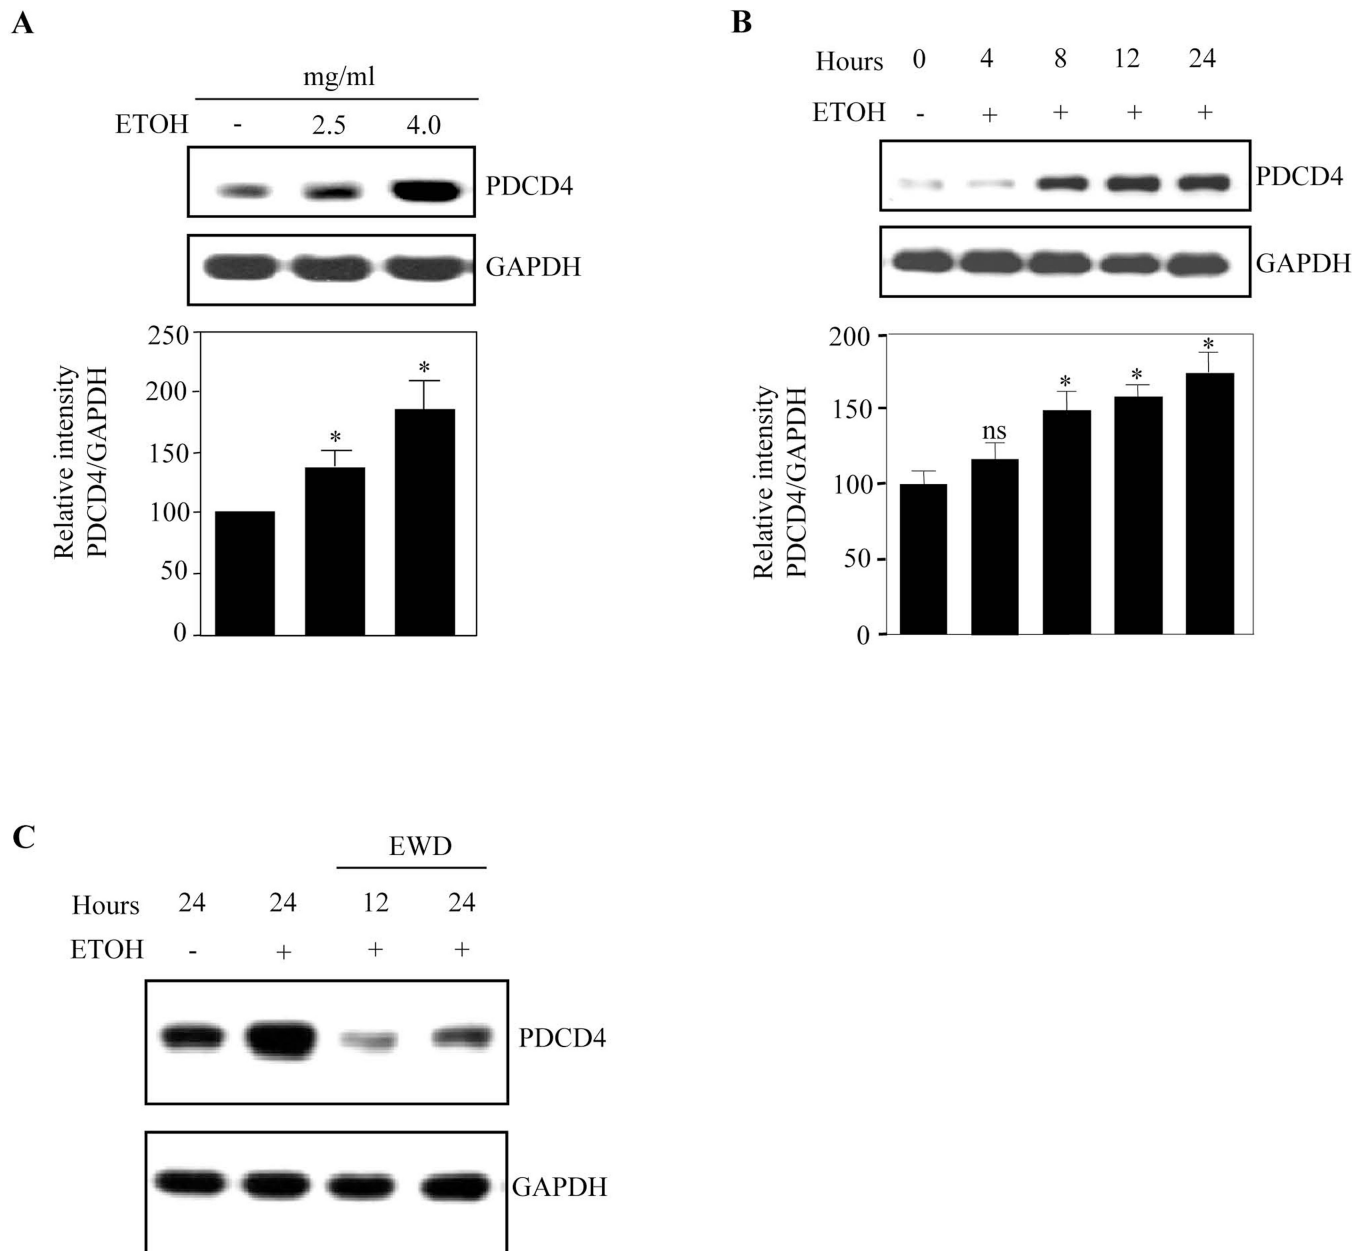 A
mg/ml
ETOH - 2.5 4.0
PDCD4
GAPDH
250
200
150
100
50
0
Relative intensity
PDCD4/GAPDH
*
*
B
Hours 0 4 8 12 24
ETOH - + + + +
PDCD4
GAPDH
200
150
100
50
0
Relative intensity
PDCD4/GAPDH
ns
*
*
*
C
EWD
Hours 24 24 12 24
ETOH - + + +
PDCD4
GAPDH